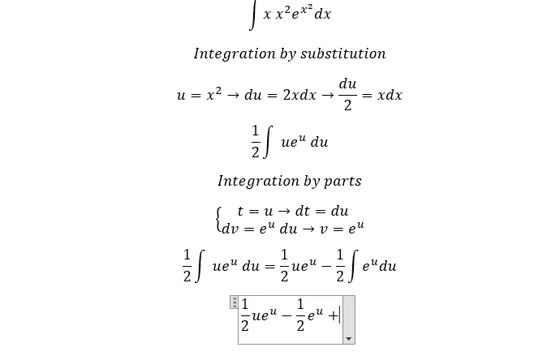 ∫ x x² e^{x²} dx
Integration by substitution
u = x² → du = 2xdx → du/2 = xdx
1/2 ∫ ue^u du
Integration by parts
{ t = u → dt = du
dv = e^u du → v = e^u
1/2 ∫ ue^u du = 1/2 ue^u − 1/2 ∫ e^u du
1/2 ue^u − 1/2 e^u +